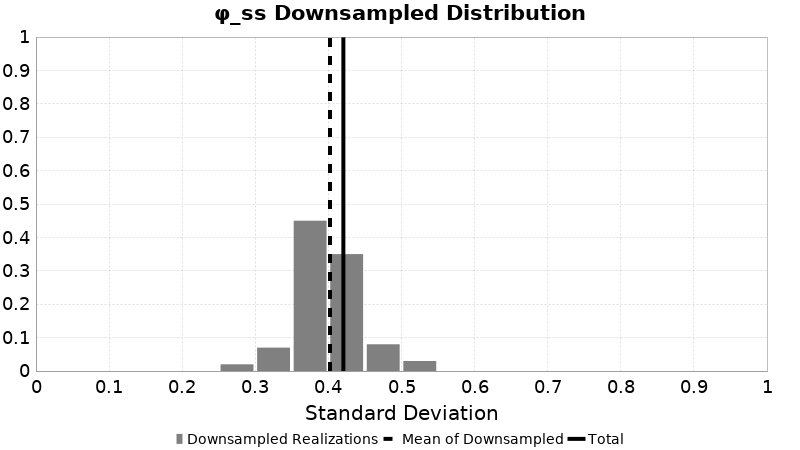 φ_ss Downsampled Distribution
1
0.9
0.8
0.7
0.6
0.5
0.4
0.3
0.2
0.1
0
0 0.1 0.2 0.3 0.4 0.5 0.6 0.7 0.8 0.9 1
Standard Deviation
Downsampled Realizations Mean of Downsampled Total